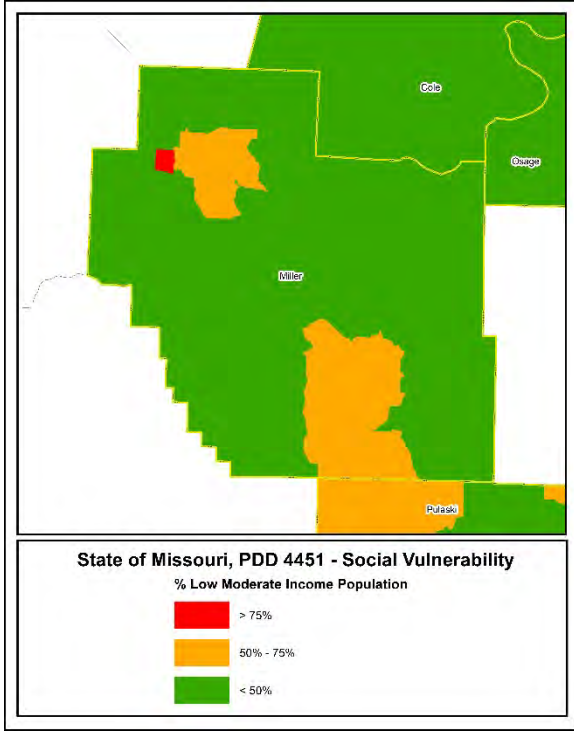 Cole
Osage
Miller
Pulaski
State of Missouri, PDD 4451 - Social Vulnerability
% Low Moderate Income Population
> 75%
50% - 75%
< 50%